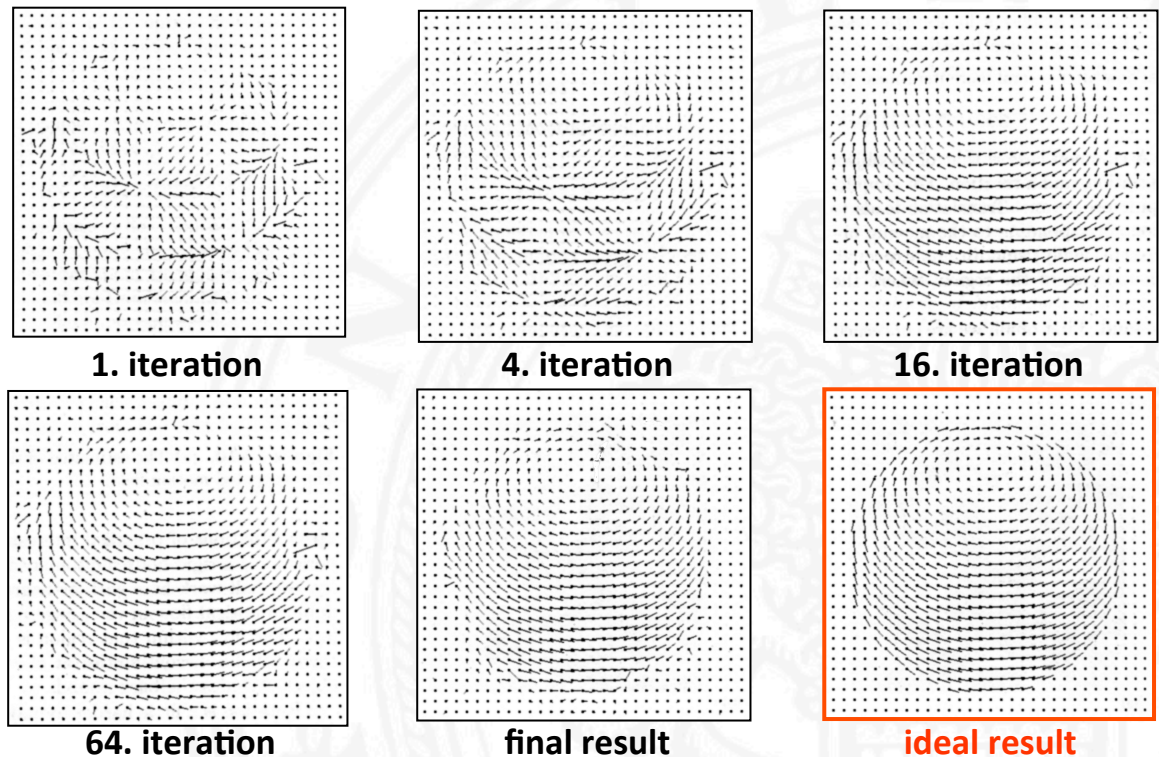 1. iteration
4. iteration
16. iteration
64. iteration
final result
ideal result